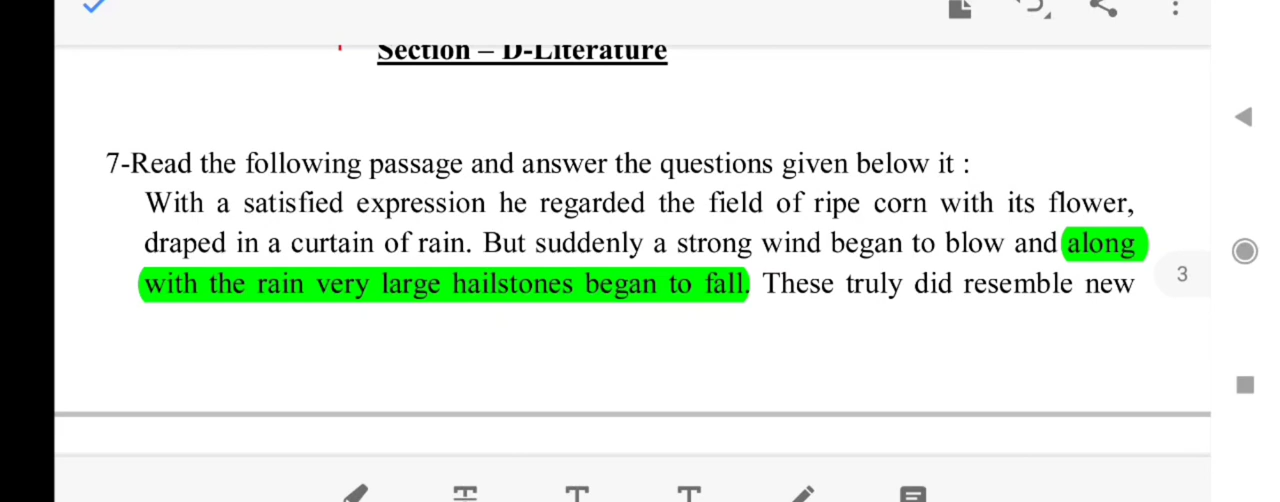 Section – D-Literature
7-Read the following passage and answer the questions given below it :
With a satisfied expression he regarded the field of ripe corn with its flower,
draped in a curtain of rain. But suddenly a strong wind began to blow and along
with the rain very large hailstones began to fall. These truly did resemble new
3